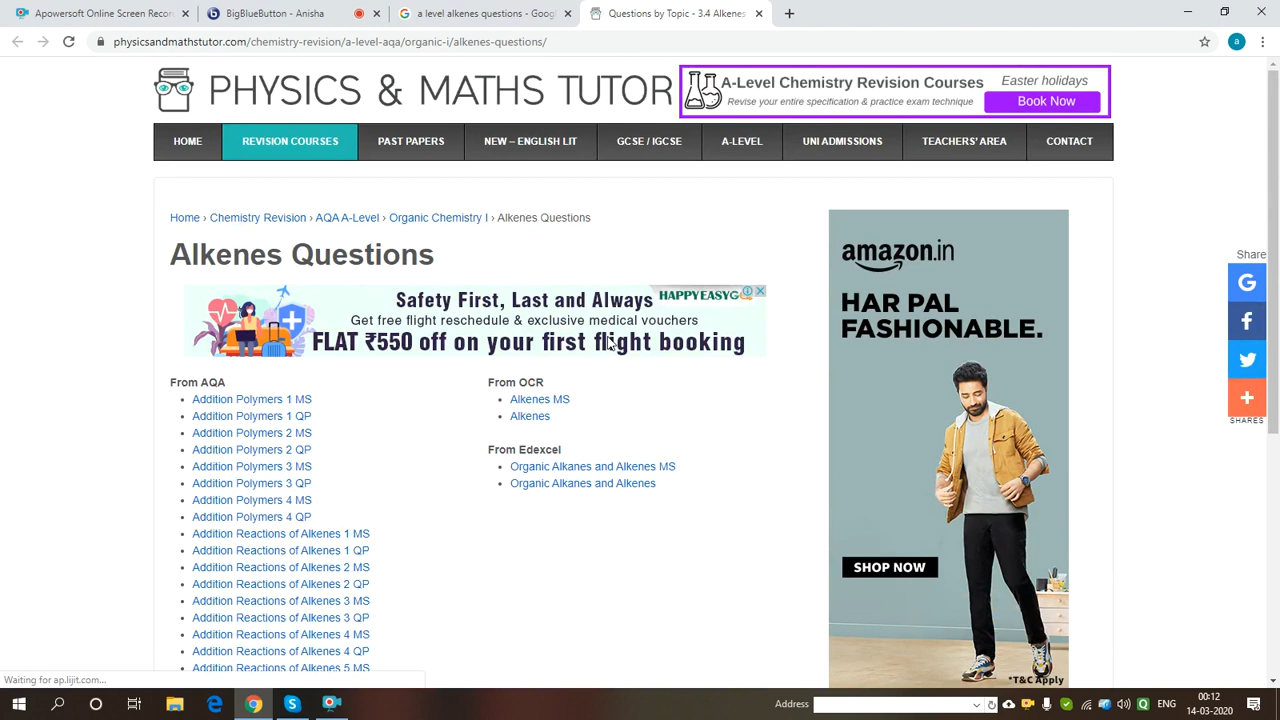 Apowersoft Online Screen Record
BigBlueButton - Physics
a level alkenes questions - Googl
Questions by Topic - 3.4 Alkenes
physicsandmathstutor.com/chemistry-revision/a-level-aqa/organic-i/alkenes-questions/
a
PHYSICS & MATHS TUTOR
A-Level Chemistry Revision Courses
Easter holidays
Revise your entire specification & practice exam technique
Book Now
HOME
REVISION COURSES
PAST PAPERS
NEW – ENGLISH LIT
GCSE / IGCSE
A-LEVEL
UNI ADMISSIONS
TEACHERS' AREA
CONTACT
Home › Chemistry Revision › AQA A-Level › Organic Chemistry I › Alkenes Questions
Alkenes Questions
Safety First, Last and Always
HAPPYEASYGO
Get free flight reschedule & exclusive medical vouchers
FLAT ₹550 off on your first flight booking
From AQA
Addition Polymers 1 MS
Addition Polymers 1 QP
Addition Polymers 2 MS
Addition Polymers 2 QP
Addition Polymers 3 MS
Addition Polymers 3 QP
Addition Polymers 4 MS
Addition Polymers 4 QP
Addition Reactions of Alkenes 1 MS
Addition Reactions of Alkenes 1 QP
Addition Reactions of Alkenes 2 MS
Addition Reactions of Alkenes 2 QP
Addition Reactions of Alkenes 3 MS
Addition Reactions of Alkenes 3 QP
Addition Reactions of Alkenes 4 MS
Addition Reactions of Alkenes 4 QP
Addition Reactions of Alkenes 5 MS
From OCR
Alkenes MS
Alkenes
From Edexcel
Organic Alkanes and Alkenes MS
Organic Alkanes and Alkenes
amazon.in
HAR PAL
FASHIONABLE.
SHOP NOW
*T&C Apply
Share
SHARES
Waiting for ap.lijit.com...
Address
ENG
00:12
14-03-2020